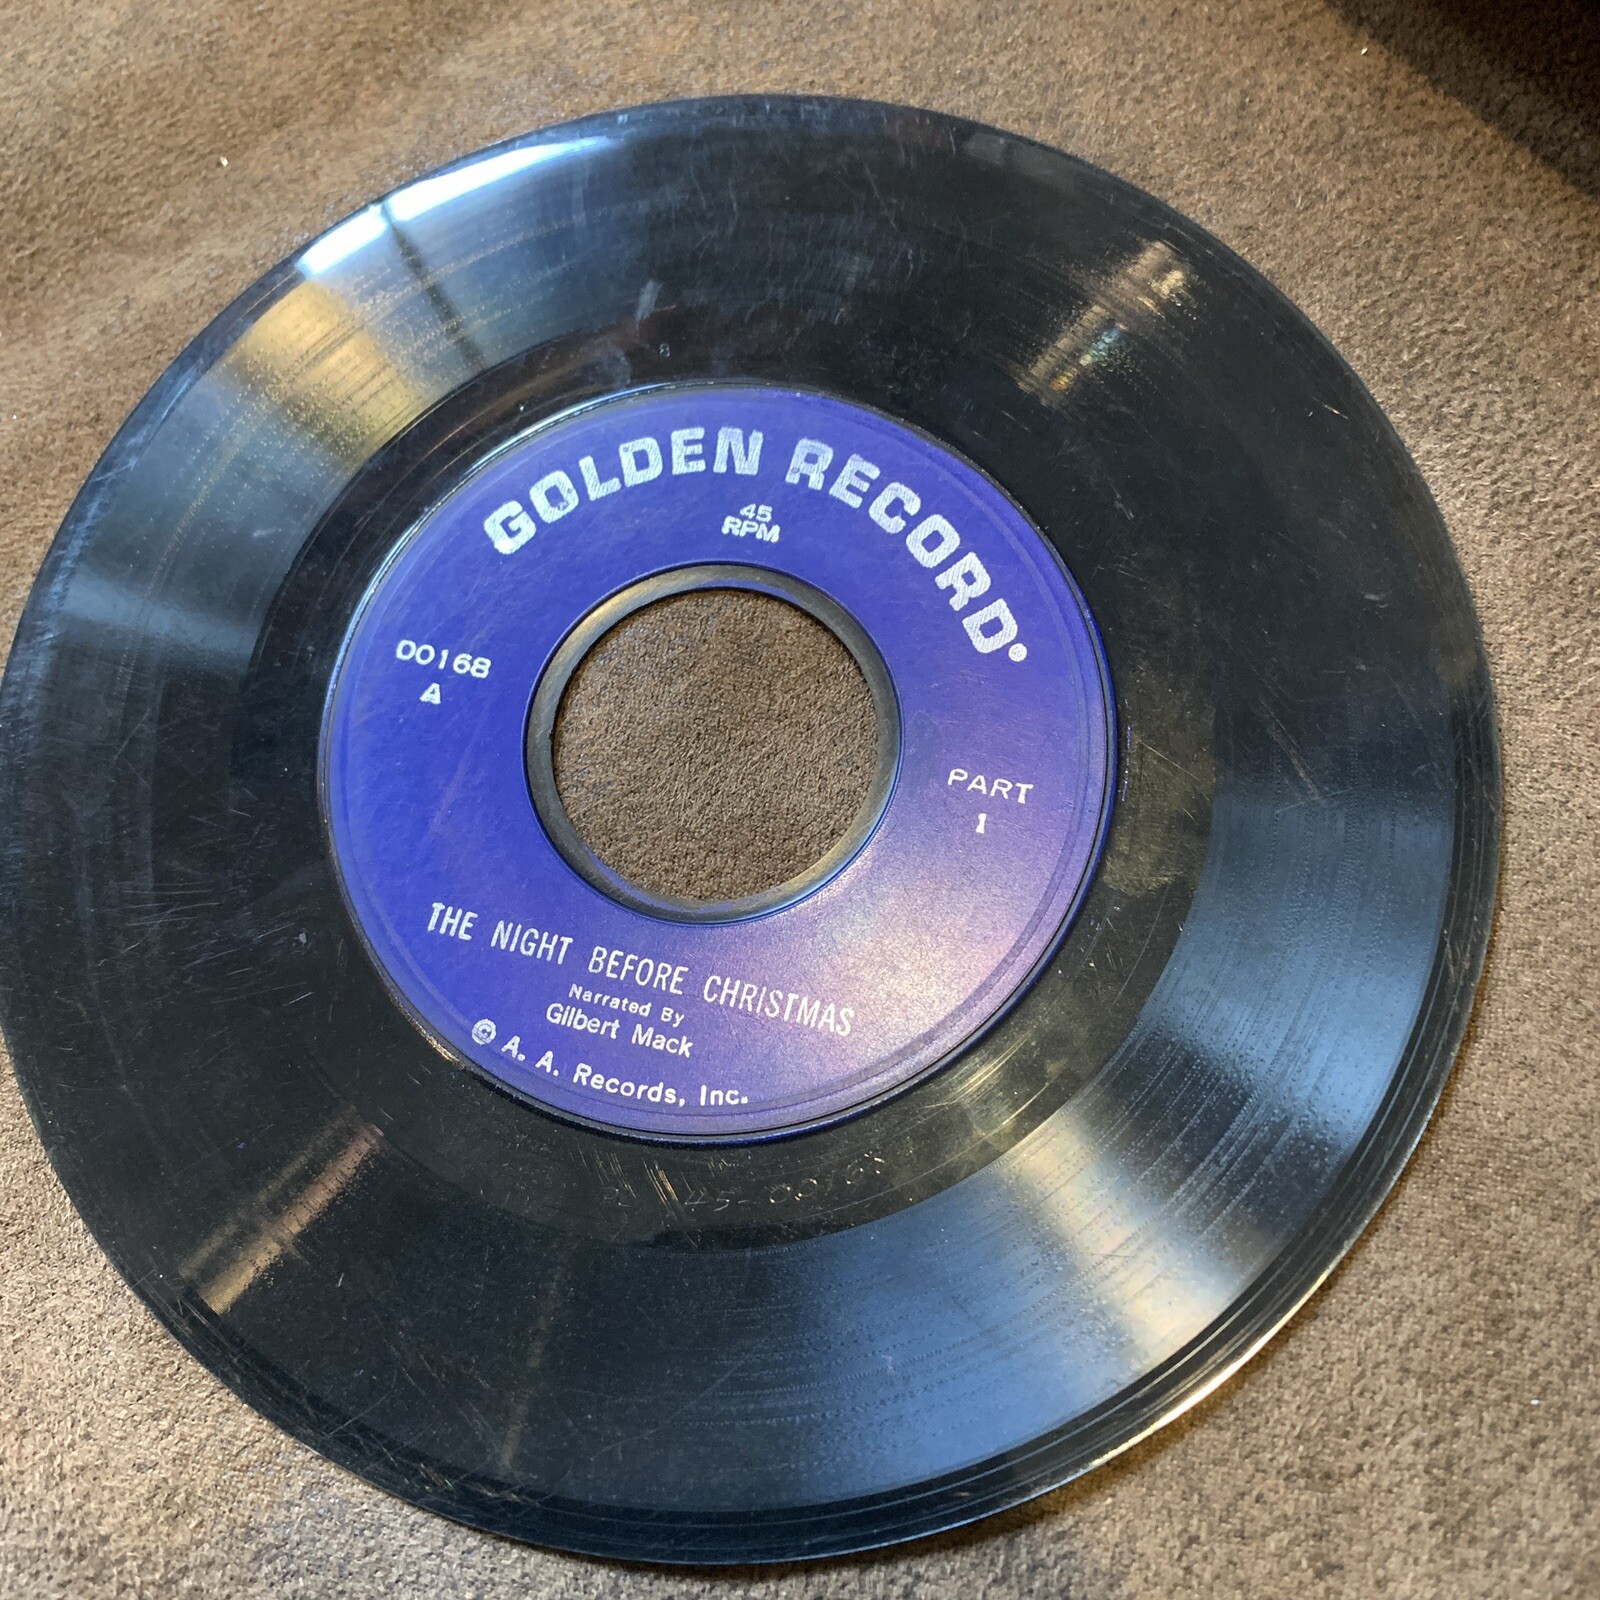 GOLDEN RECORD®
45
RPM
00168
A
PART
1
THE NIGHT BEFORE CHRISTMAS
Narrated By
Gilbert Mack
© A. A. Records, Inc.